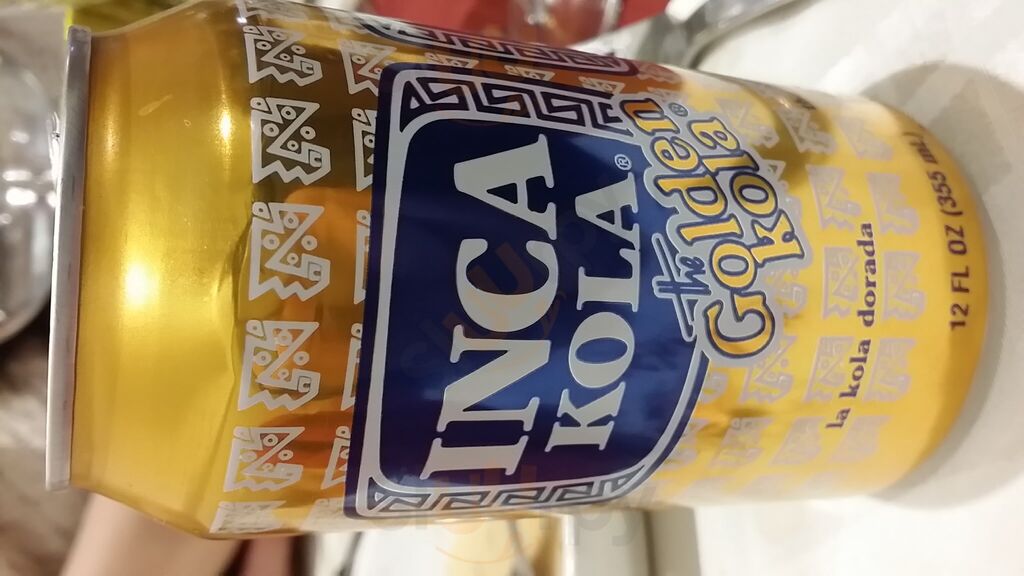 INCA
KOLA®
the
Golden
kola®
la kola dorada
12 FL OZ (355 mL)